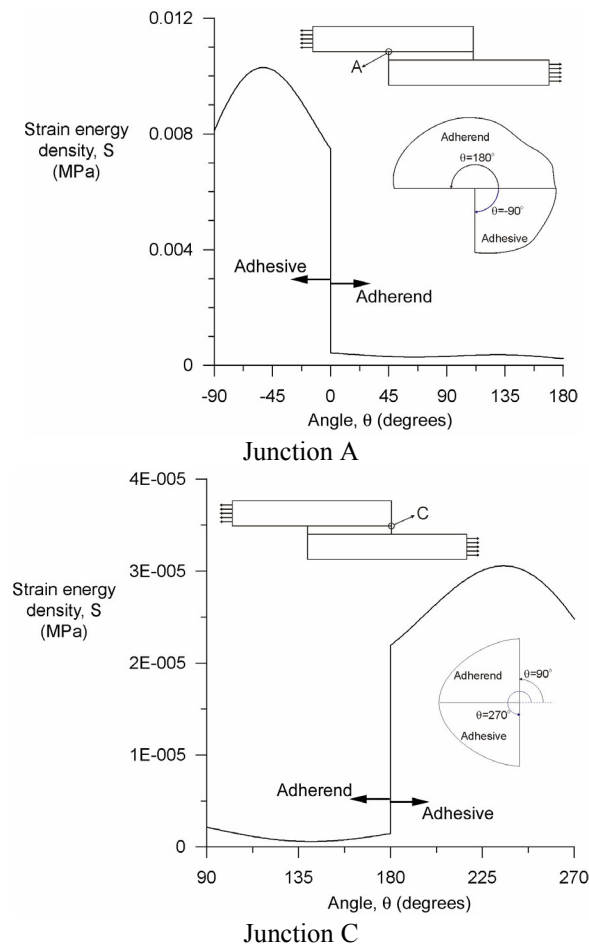 0.012
A
Adherend
θ=180°
θ=-90°
Adhesive
Strain energy
density, S
(MPa)
0.008
0.004
0
Adhesive
Adherend
-90 -45 0 45 90 135 180
Angle, θ (degrees)
Junction A
4E-005
C
Strain energy
density, S
(MPa)
3E-005
2E-005
1E-005
0
Adherend
θ=90°
θ=270°
Adhesive
Adherend
Adhesive
90 135 180 225 270
Angle, θ (degrees)
Junction C